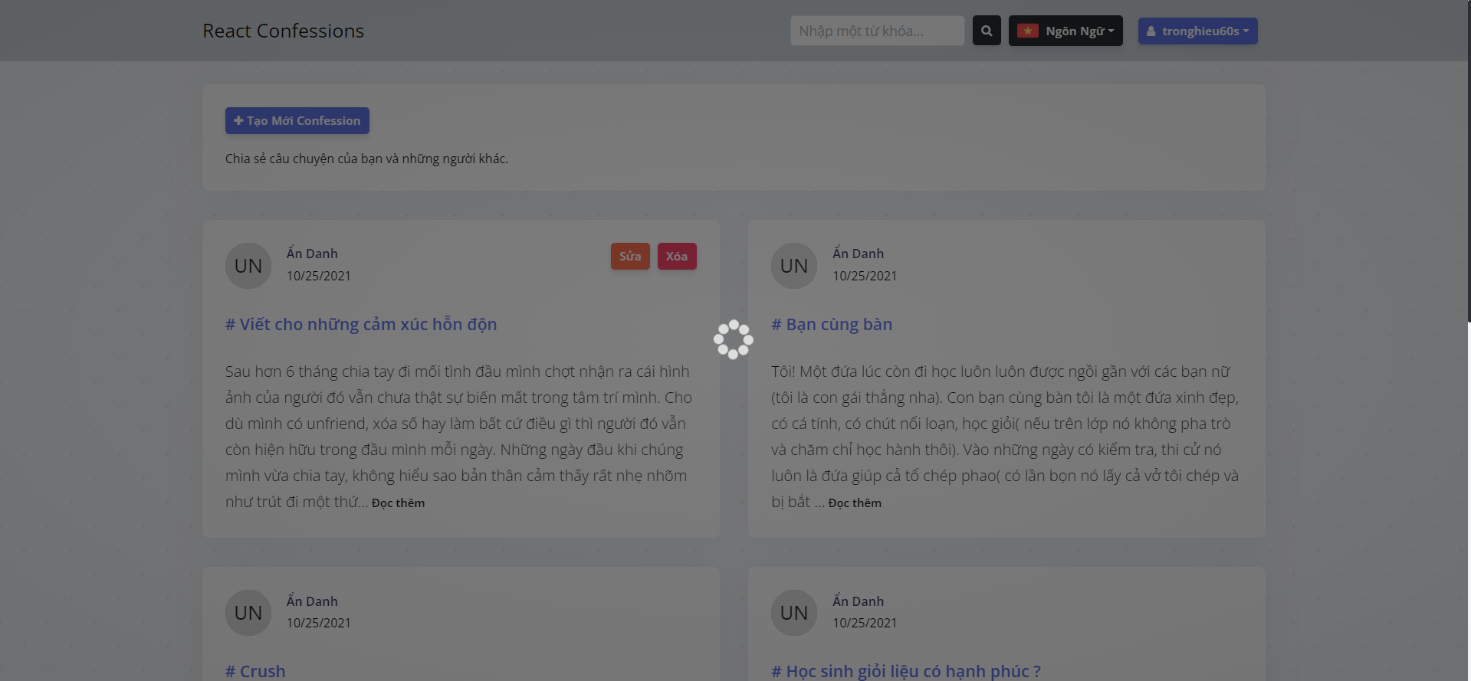 React Confessions
Nhập một từ khóa...
Ngôn Ngữ
tronghieu60s
Tạo Mới Confession
Chia sẻ câu chuyện của bạn và những người khác.
UN
Ẩn Danh
10/25/2021
Sửa
Xóa
# Viết cho những cảm xúc hỗn độn
Sau hơn 6 tháng chia tay đi mối tình đầu mình chợt nhận ra cái hình
ảnh của người đó vẫn chưa thật sự biến mất trong tâm trí mình. Cho
dù mình có unfriend, xóa số hay làm bất cứ điều gì thì người đó vẫn
còn hiện hữu trong đầu mình mỗi ngày. Những ngày đầu khi chúng
mình vừa chia tay, không hiểu sao bản thân cảm thấy rất nhẹ nhõm
như trút đi một thứ... Đọc thêm
UN
Ẩn Danh
10/25/2021
# Bạn cùng bàn
Tôi! Một đứa lúc còn đi học luôn luôn được ngồi gần với các bạn nữ
(tôi là con gái thẳng nha). Con bạn cùng bàn tôi là một đứa xinh đẹp,
có cá tính, có chút nổi loạn, học giỏi( nếu trên lớp nó không pha trò
và chăm chỉ học hành thôi). Vào những ngày có kiểm tra, thi cử nó
luôn là đứa giúp cả tổ chép phao( có lần bọn nó lấy cả vở tôi chép và
bị bắt ... Đọc thêm
UN
Ẩn Danh
10/25/2021
# Crush
UN
Ẩn Danh
10/25/2021
# Học sinh giỏi liệu có hạnh phúc ?